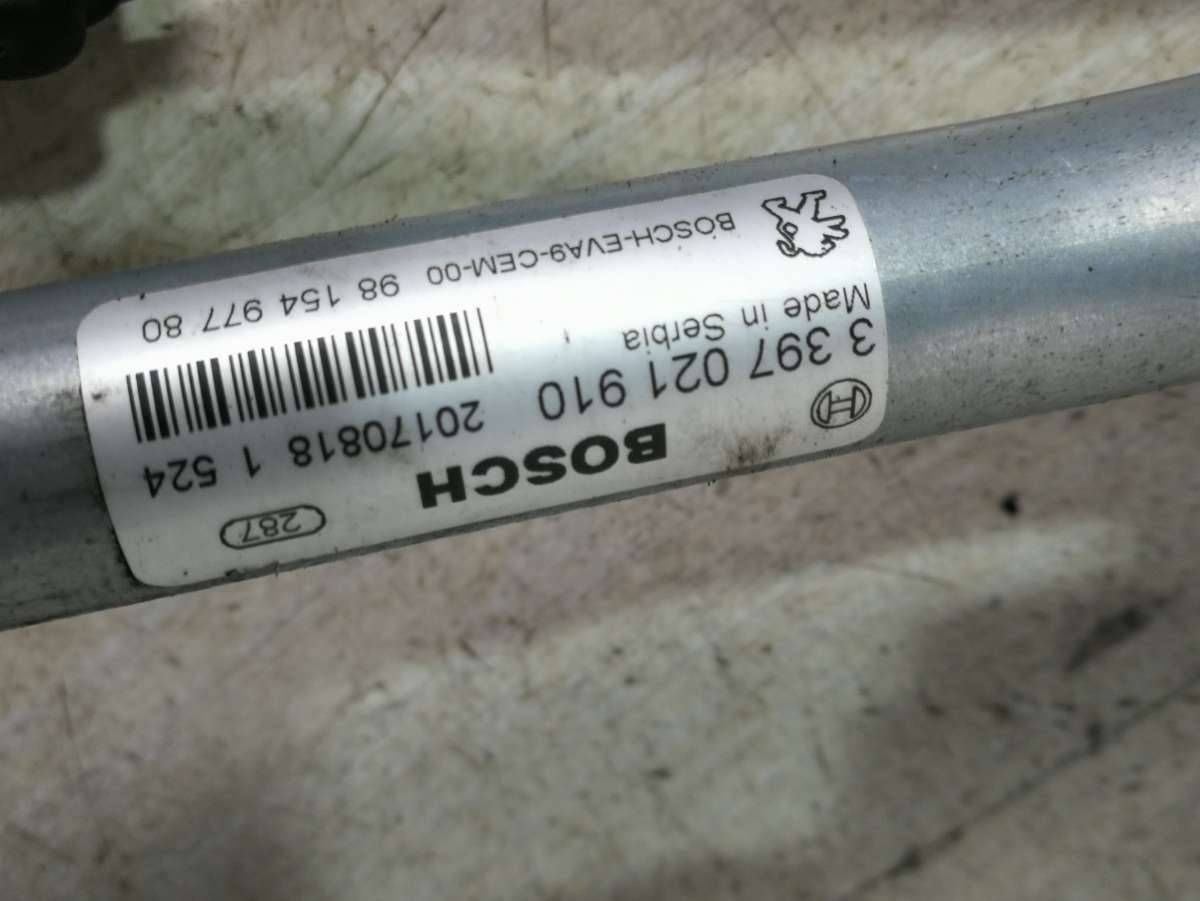 287
BOSCH
20170818 1 524
3 397 021 910
Made in Serbia
BOSCH-EVA9-CEM-00 98 154 977 80